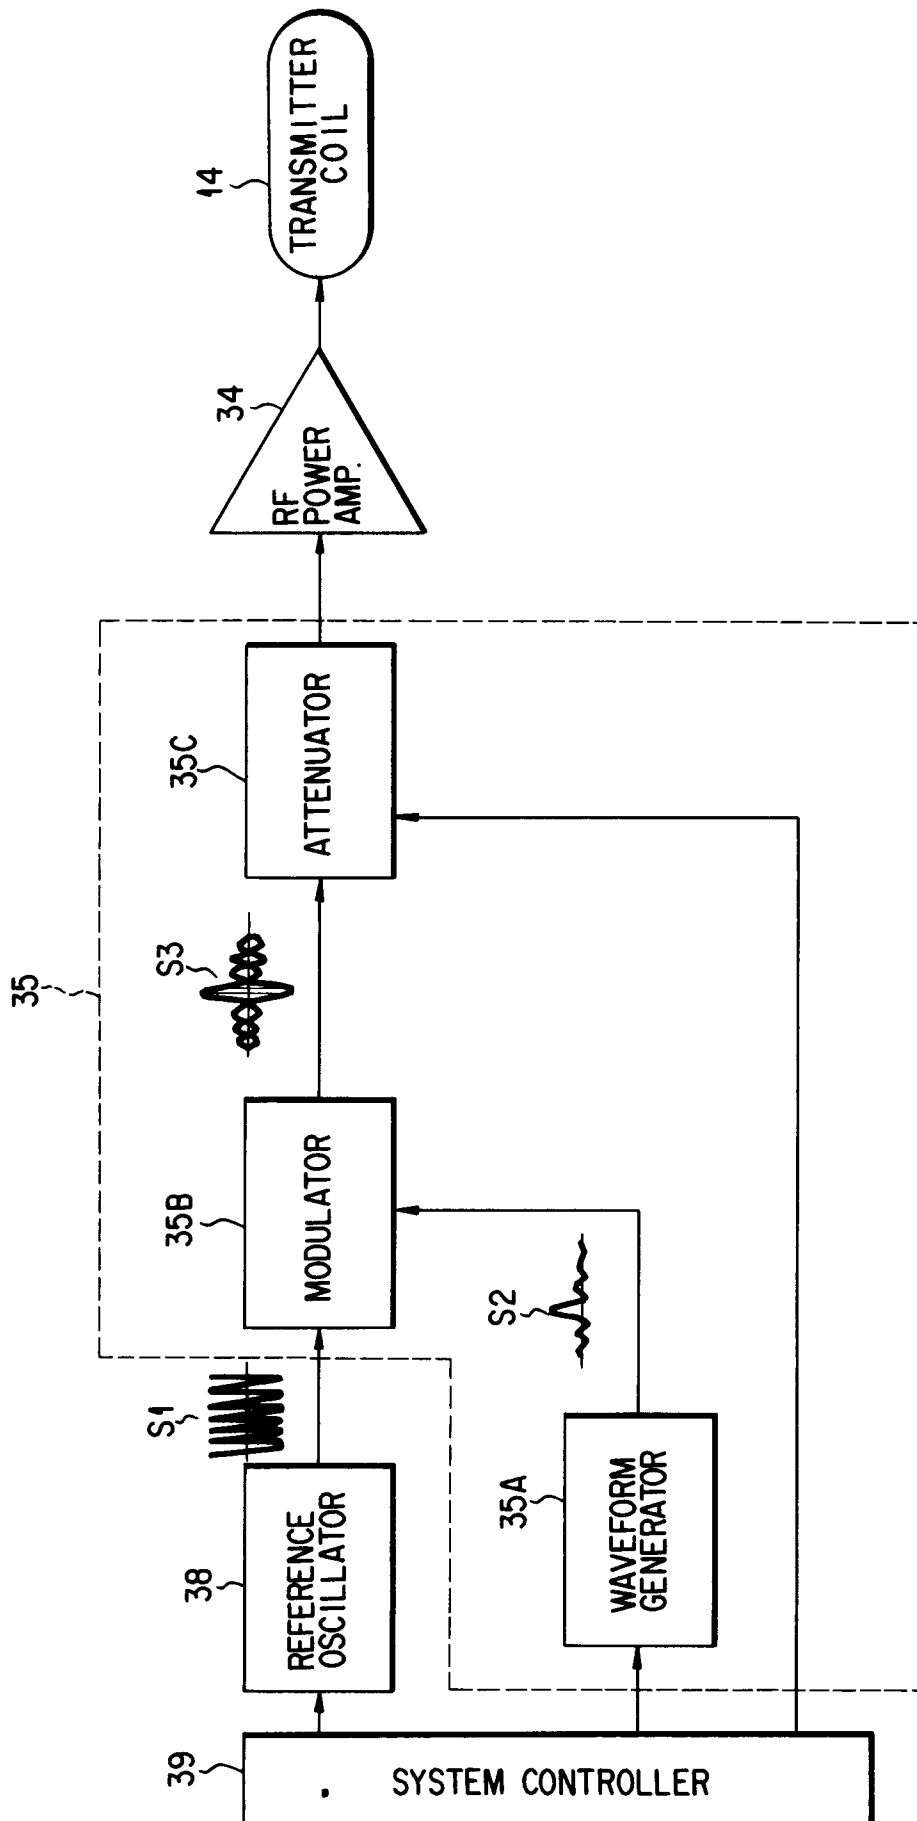 35
39
SYSTEM CONTROLLER
38
REFERENCE
OSCILLATOR
S1
35A
WAVEFORM
GENERATOR
S2
35B
MODULATOR
S3
35C
ATTENUATOR
34
RF
POWER
AMP.
14
TRANSMITTER
COIL